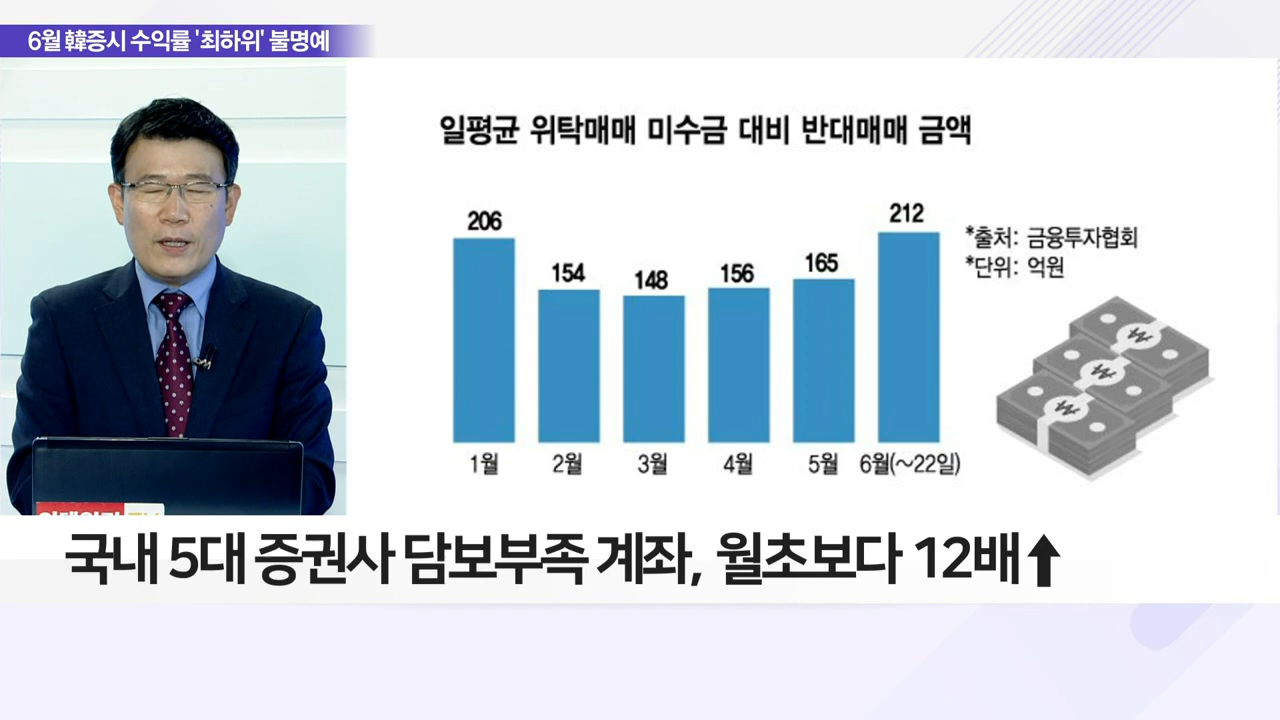 6월 韓증시 수익률 '최하위' 불명예
일평균 위탁매매 미수금 대비 반대매매 금액
206
154
148
156
165
212
*출처: 금융투자협회
*단위: 억원
1월
2월
3월
4월
5월
6월(~22일)
국내 5대 증권사 담보부족 계좌, 월초보다 12배↑